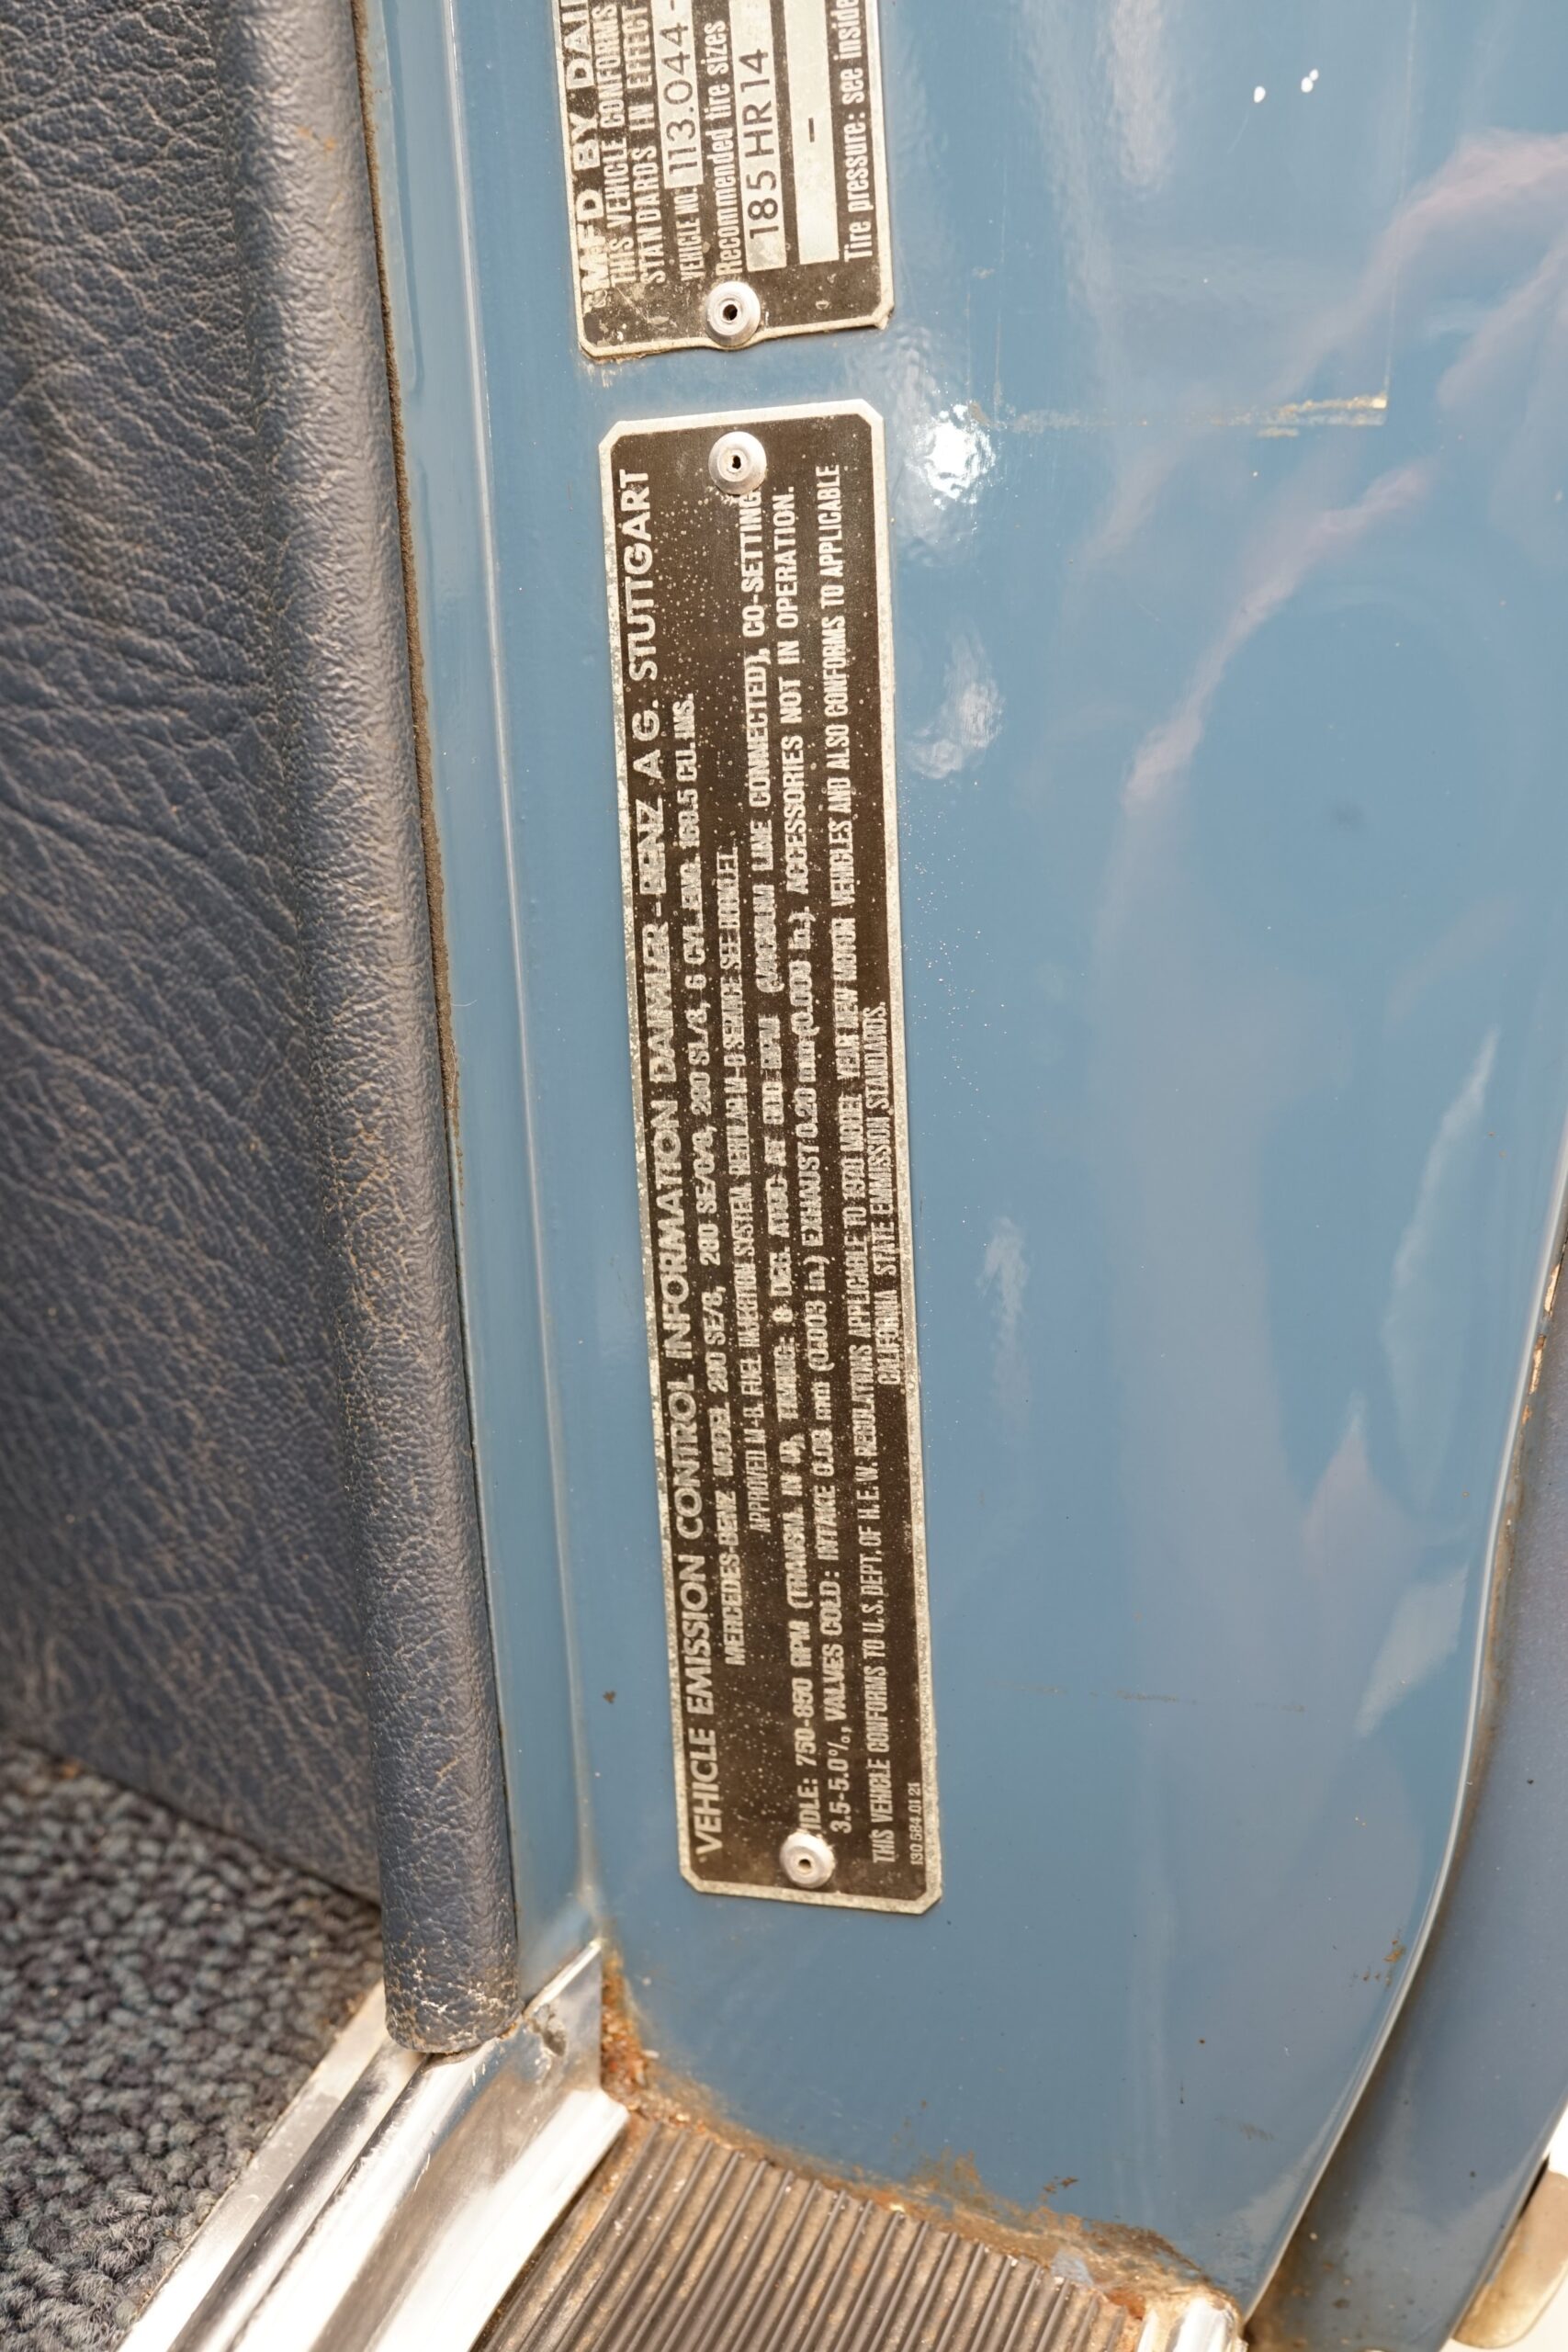 MFD BY DAI
THIS VEHICLE CONFORMS
STANDARDS IN EFFECT
VEHICLE NO. 113.044-
Recommended tire sizes
185 HR 14
-
Tire pressure: see inside
VEHICLE EMISSION CONTROL INFORMATION DAIMLER-BENZ A.G. STUTTGART
MERCEDES-BENZ MODEL 280 SE/8, 280 SE/C/8, 280 SL/8, 6 CYL.ENG. 169.5 CU.INS.
APPROVED M-B. FUEL INJECTION SYSTEM. REGULAR M-B SERVICE SEE BOOKLET.
IDLE: 750-850 RPM (TRANSM. IN D), TIMING: 8 DEG. ATDC AT 800 RPM (VACUUM LINE CONNECTED), CO-SETTING
3.5-5.0%, VALVES COLD: INTAKE 0.08 mm (0.003 in.) EXHAUST 0.20 mm (0.008 in.). ACCESSORIES NOT IN OPERATION.
THIS VEHICLE CONFORMS TO U.S. DEPT. OF H.E.W. REGULATIONS APPLICABLE TO 1970 MODEL YEAR NEW MOTOR VEHICLES AND ALSO CONFORMS TO APPLICABLE
CALIFORNIA STATE EMISSION STANDARDS.
130 584 01 21